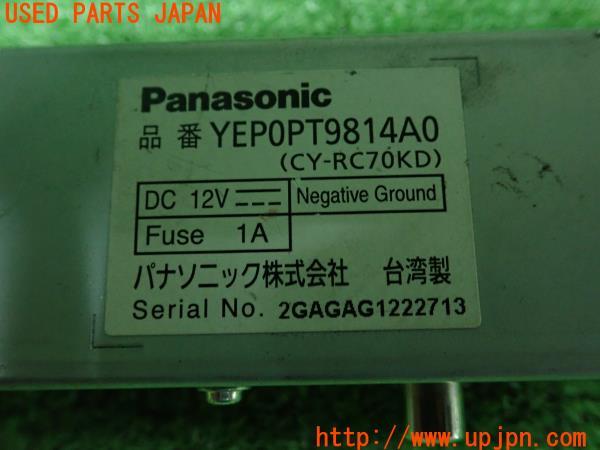 USED PARTS JAPAN
Panasonic
品番 YEP0PT9814A0
(CY-RC70KD)
DC 12V Negative Ground
Fuse 1A
パナソニック株式会社 台湾製
Serial No. 2GAGAG1222713
http://www.upjpn.com/